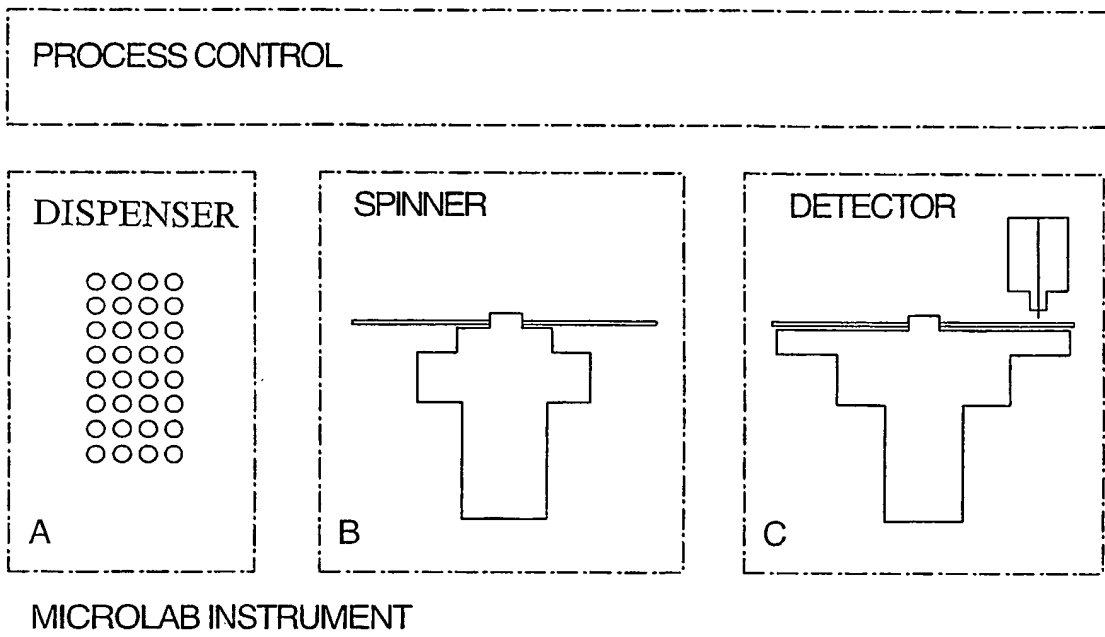 PROCESS CONTROL
DISPENSER
SPINNER
DETECTOR
A
B
C
MICROLAB INSTRUMENT